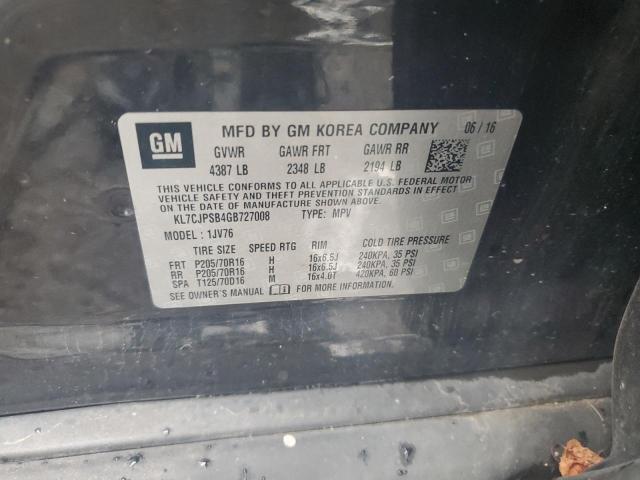 GM MFD BY GM KOREA COMPANY 06 / 16
GVWR GAWR FRT GAWR RR
4387 LB 2348 LB 2194 LB
THIS VEHICLE CONFORMS TO ALL APPLICABLE U.S. FEDERAL MOTOR
VEHICLE SAFETY AND THEFT PREVENTION STANDARDS IN EFFECT ON
THE DATE OF MANUFACTURE SHOWN ABOVE.
KL7CJPSB4GB727008 TYPE: MPV
MODEL : 1JV76
TIRE SIZE SPEED RTG RIM COLD TIRE PRESSURE
FRT P205/70R16 H 16x6.5J 240KPA, 35 PSI
RR P205/70R16 H 16x6.5J 240KPA, 35 PSI
SPA T125/70D16 M 16x4.0T 420KPA, 60 PSI
SEE OWNER'S MANUAL FOR MORE INFORMATION.